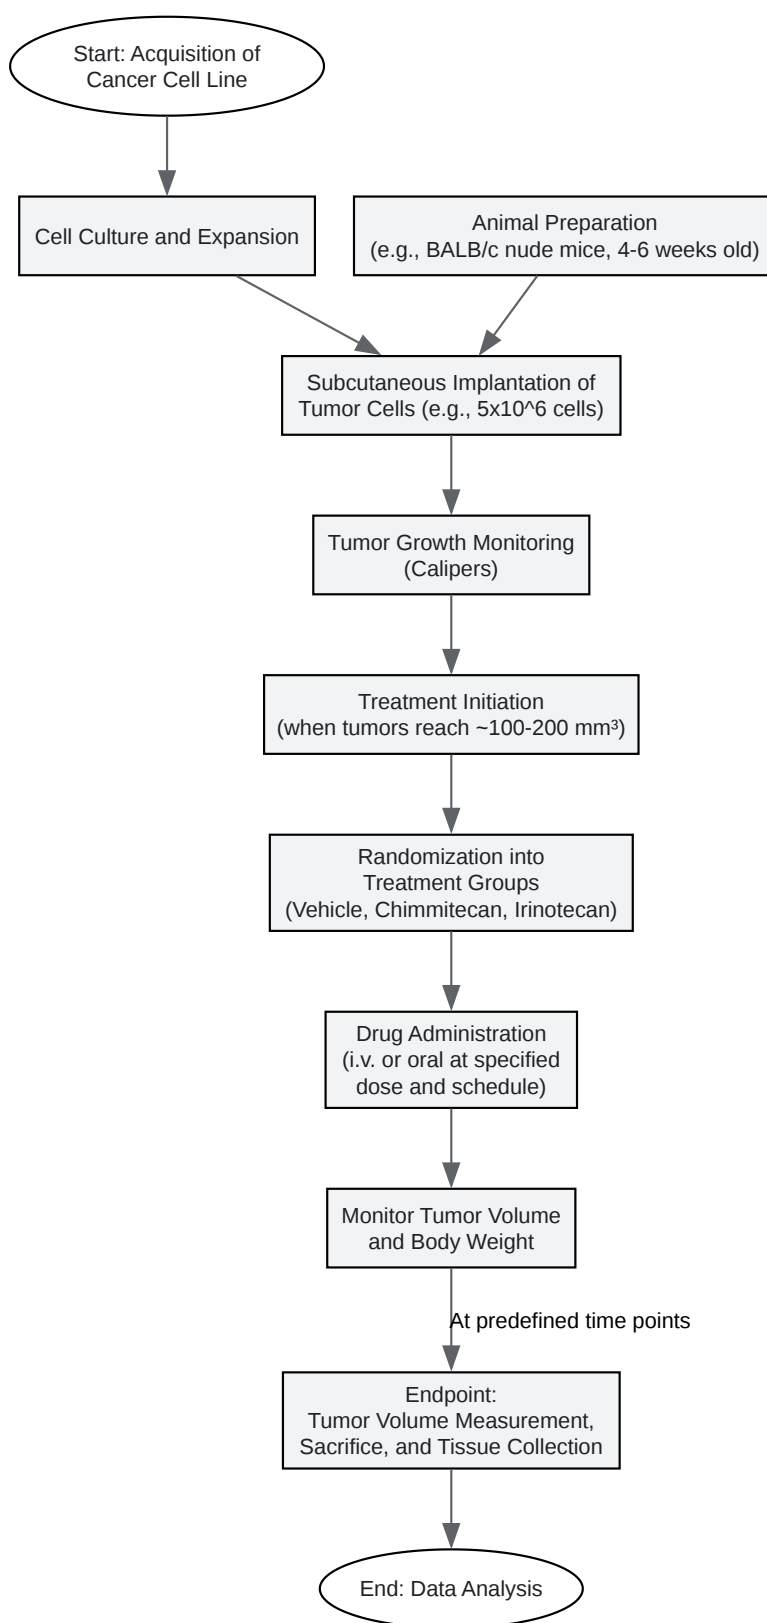 Start: Acquisition of
Cancer Cell Line
Cell Culture and Expansion
Animal Preparation
(e.g., BALB/c nude mice, 4-6 weeks old)
Subcutaneous Implantation of
Tumor Cells (e.g., 5x10^6 cells)
Tumor Growth Monitoring
(Calipers)
Treatment Initiation
(when tumors reach ~100-200 mm³)
Randomization into
Treatment Groups
(Vehicle, Chimmitecan, Irinotecan)
Drug Administration
(i.v. or oral at specified
dose and schedule)
Monitor Tumor Volume
and Body Weight
At predefined time points
Endpoint:
Tumor Volume Measurement,
Sacrifice, and Tissue Collection
End: Data Analysis